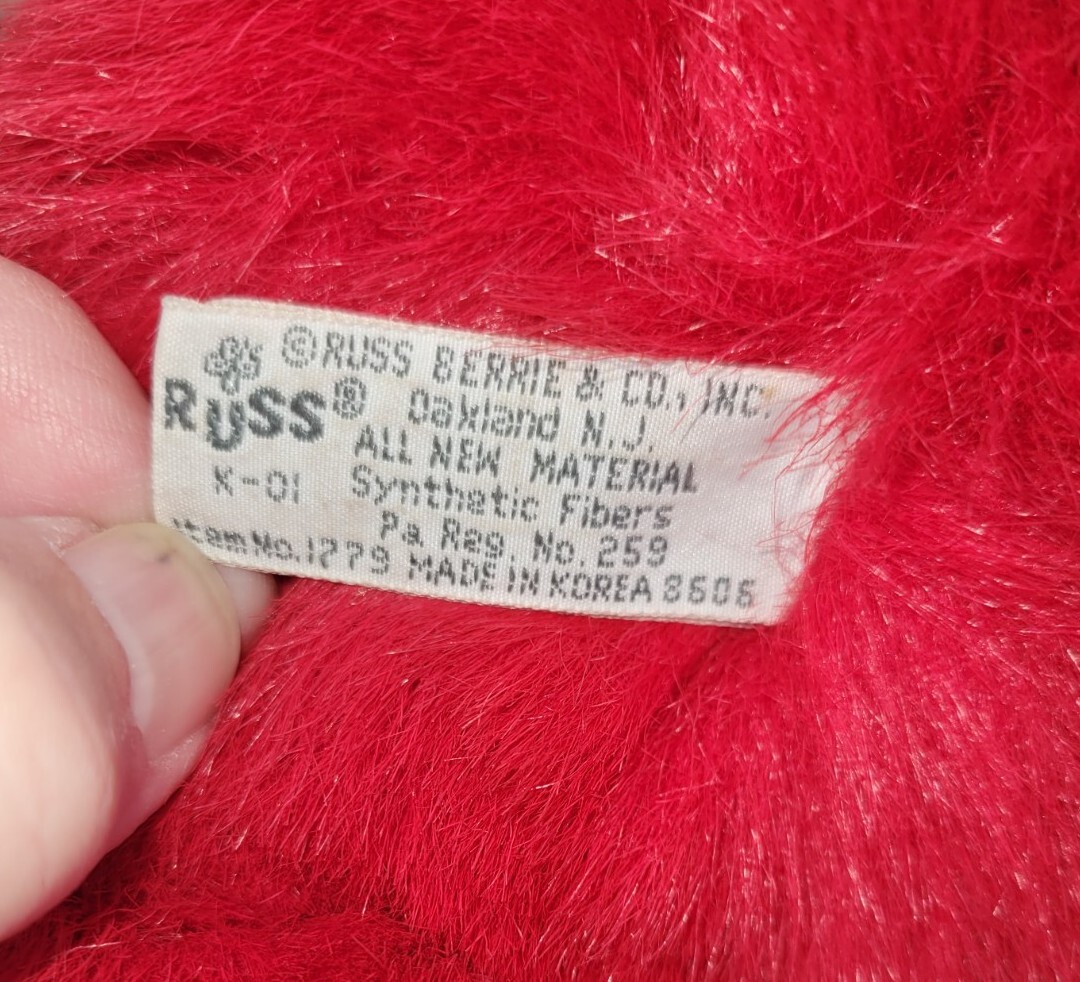 ©RUSS BERRIE & CO., INC.
RUSS® Oakland N.J.
ALL NEW MATERIAL
K-01 Synthetic Fibers
Pa. Reg. No. 259
Item No. 1779 MADE IN KOREA 8606